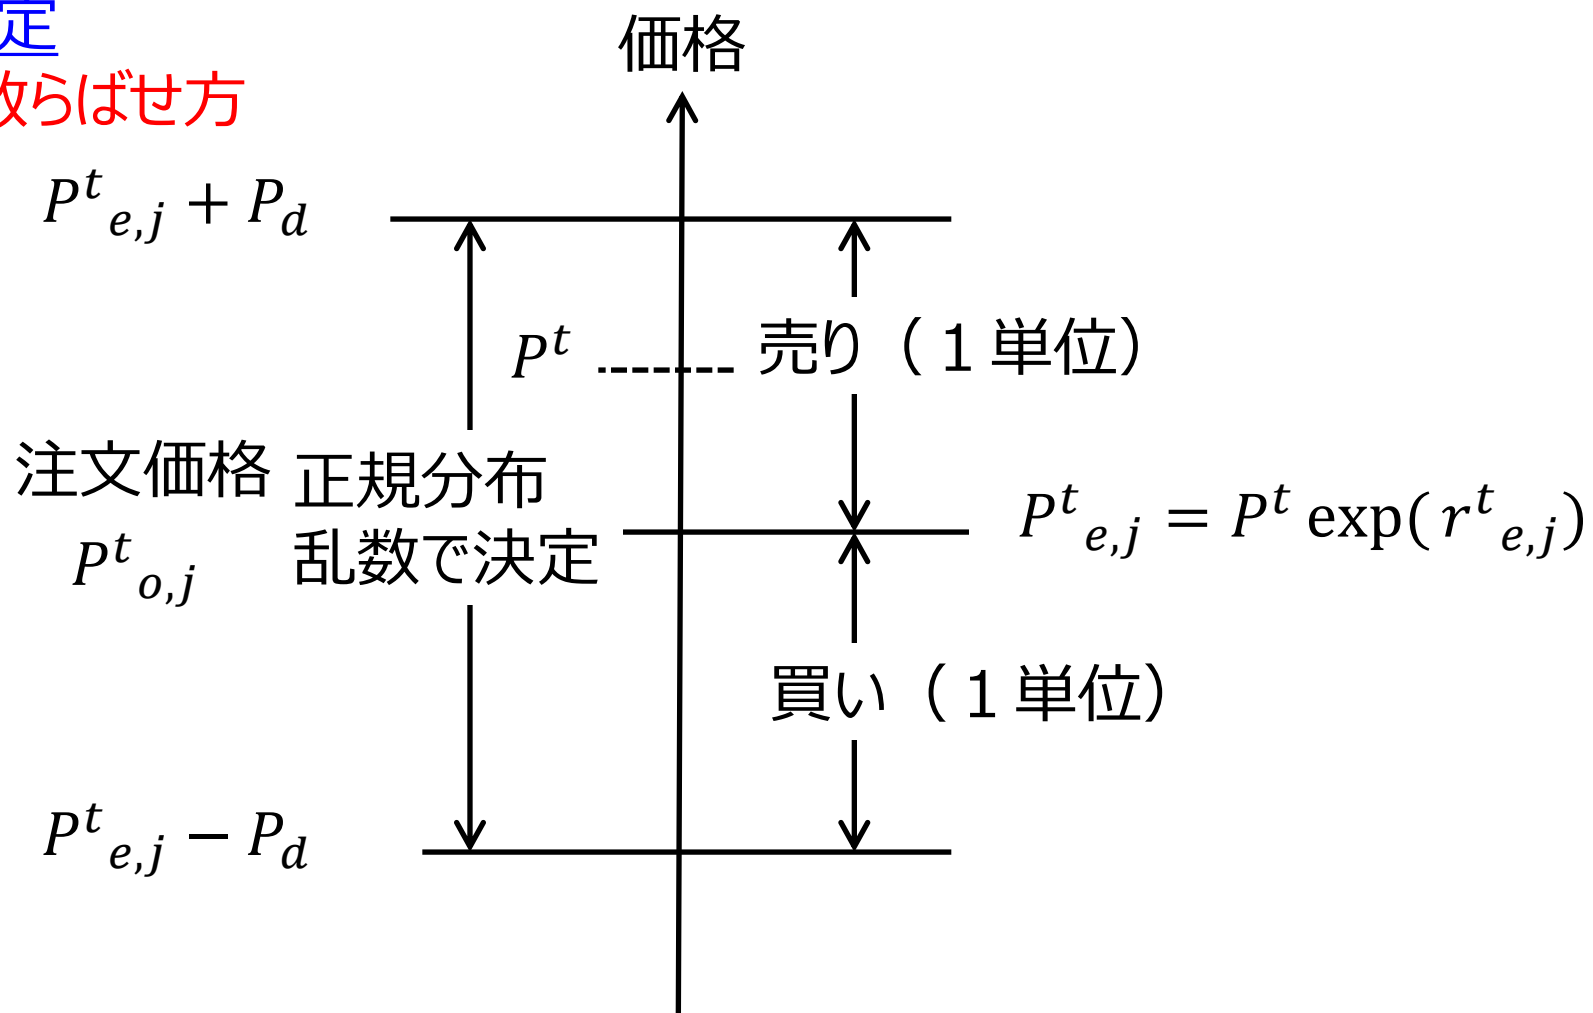 定
散らばせ方
価格
P^t_{e,j} + P_d
P^t
売り（１単位）
注文価格
P^t_{o,j}
正規分布
乱数で決定
P^t_{e,j} = P^t exp(r^t_{e,j})
買い（１単位）
P^t_{e,j} − P_d